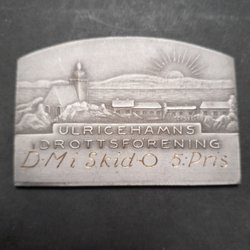 ULRICEHAMNS
IDROTTSFÖRENING
D.M i Skid-O 5:Pris